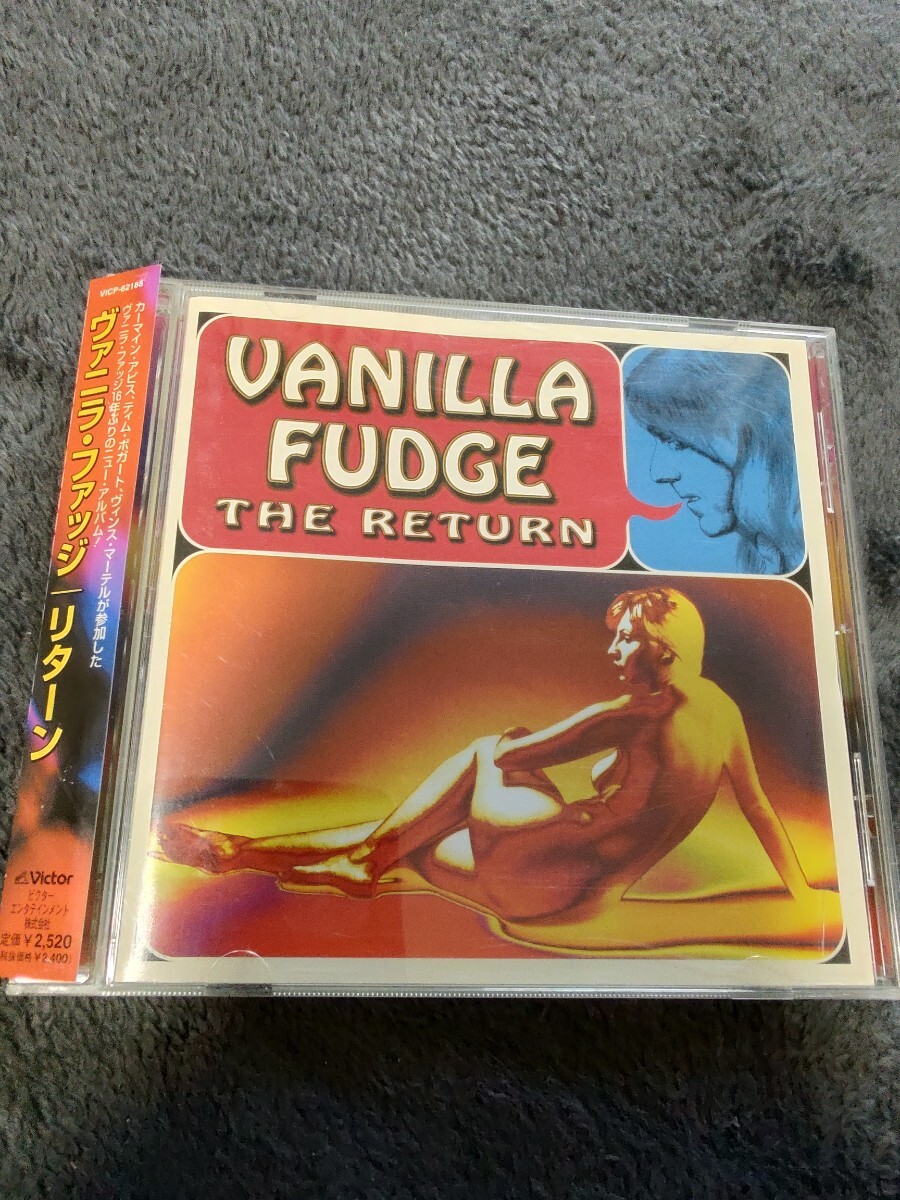 VICP-62188
カーマイン・アピス、ティム・ボガート、ヴィンス・マーテルが参加した
ヴァニラ・ファッジ16年ぶりのニュー・アルバム!
ヴァニラ・ファッジ|リターン
Victor
ビクター
エンタテインメント
株式会社
定価¥2,520
(税抜価格¥2,400)
VANILLA
FUDGE
THE RETURN